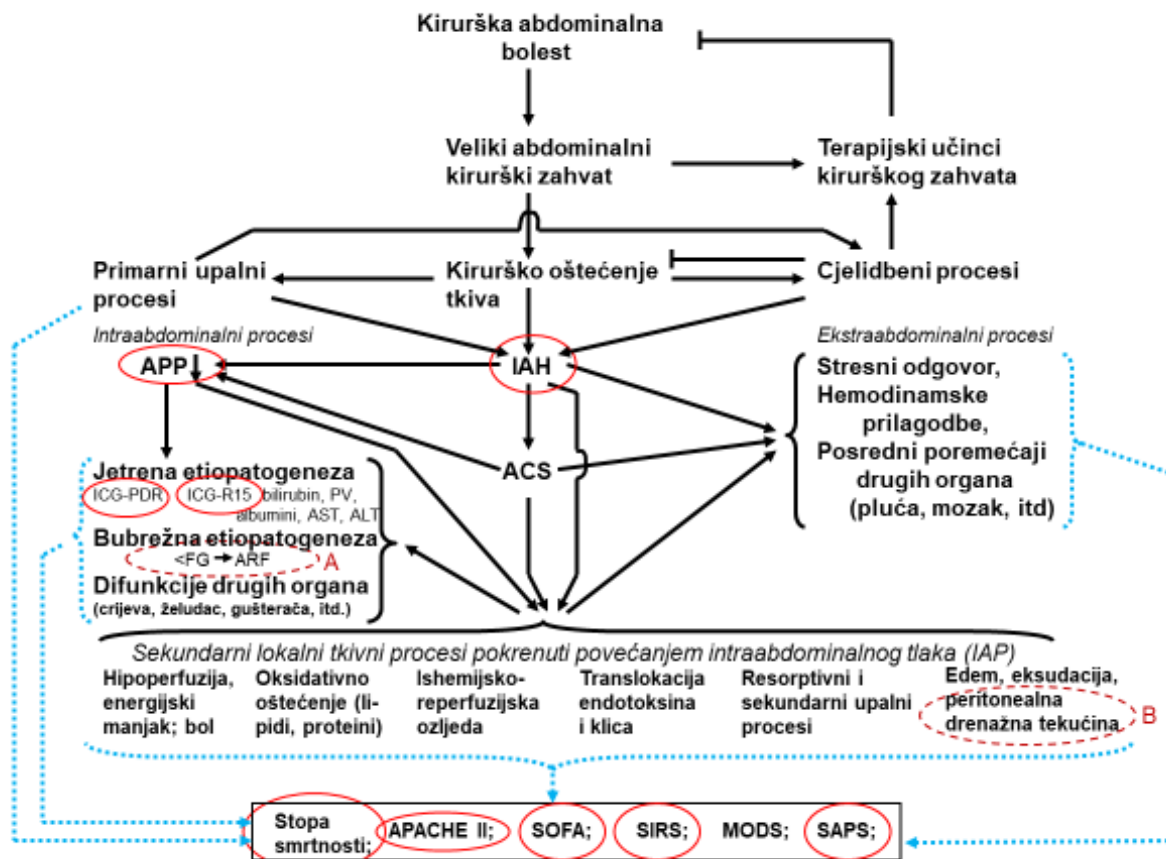 Kirurška abdominalna
bolest
Veliki abdominalni
kirurški zahvat
Terapijski učinci
kirurškog zahvata
Primarni upalni
procesi
Kirurško oštećenje
tkiva
Cjelidbeni procesi
Intraabdominalni procesi
Ekstraabdominalni procesi
APP
IAH
Stresni odgovor,
Hemodinamske
prilagodbe,
Posredni poremećaji
drugih organa
(pluća, mozak, itd)
ACS
Jetrena etiopatogeneza
ICG-PDR ICG-R15 bilirubin, PV,
albumini, AST, ALT
Bubrežna etiopatogeneza
<FG ARF A
Difunkcije drugih organa
(crijeva, želudac, gušterača, itd.)
Sekundarni lokalni tkivni procesi pokrenuti povećanjem intraabdominalnog tlaka (IAP)
Hipoperfuzija,
energijski
manjak; bol
Oksidativno
oštećenje (li-
pidi, proteini)
Ishemijsko-
reperfuzijska
ozljeda
Translokacija
endotoksina
i klica
Resorptivni i
sekundarni upalni
procesi
Edem, eksudacija,
peritonealna
drenažna tekućina
B
Stopa
smrtnosti;
APACHE II; SOFA; SIRS; MODS; SAPS;